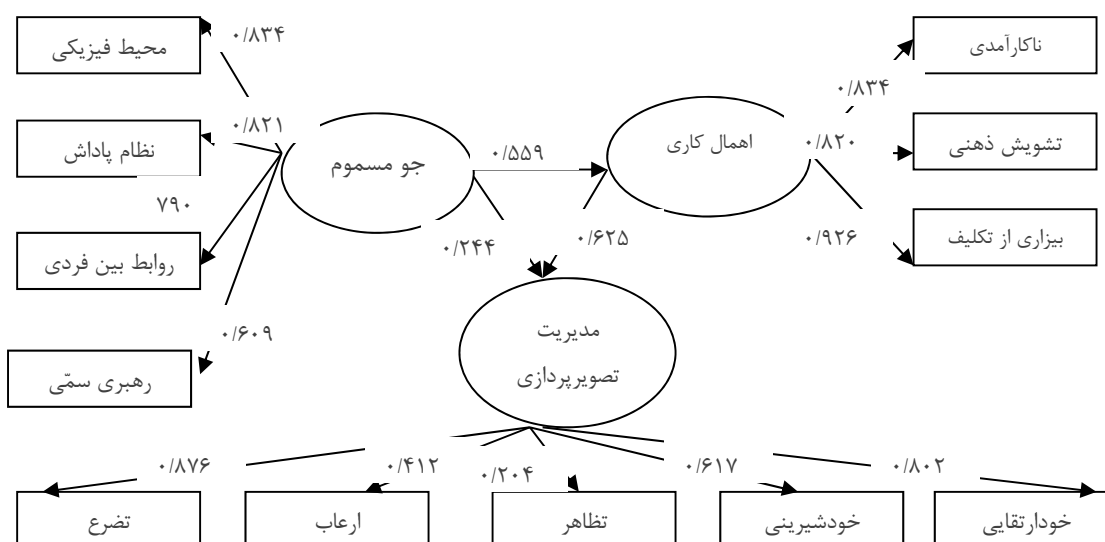 محیط فیزیکی
۰/۸۳۴
ناکارآمدی
۰/۸۳۴
نظام پاداش
۰/۸۲۱
جو مسموم
۰/۵۵۹
اهمال کاری
۰/۸۲۰
تشویش ذهنی
۷۹۰
روابط بین فردی
۰/۲۴۴
۰/۶۲۵
۰/۹۲۶
بیزاری از تکلیف
۰/۶۰۹
رهبری سمّی
مدیریت
تصویرپردازی
۰/۸۷۶
۰/۴۱۲
۰/۲۰۴
۰/۶۱۷
۰/۸۰۲
تضرع
ارعاب
تظاهر
خودشیرینی
خودارتقایی